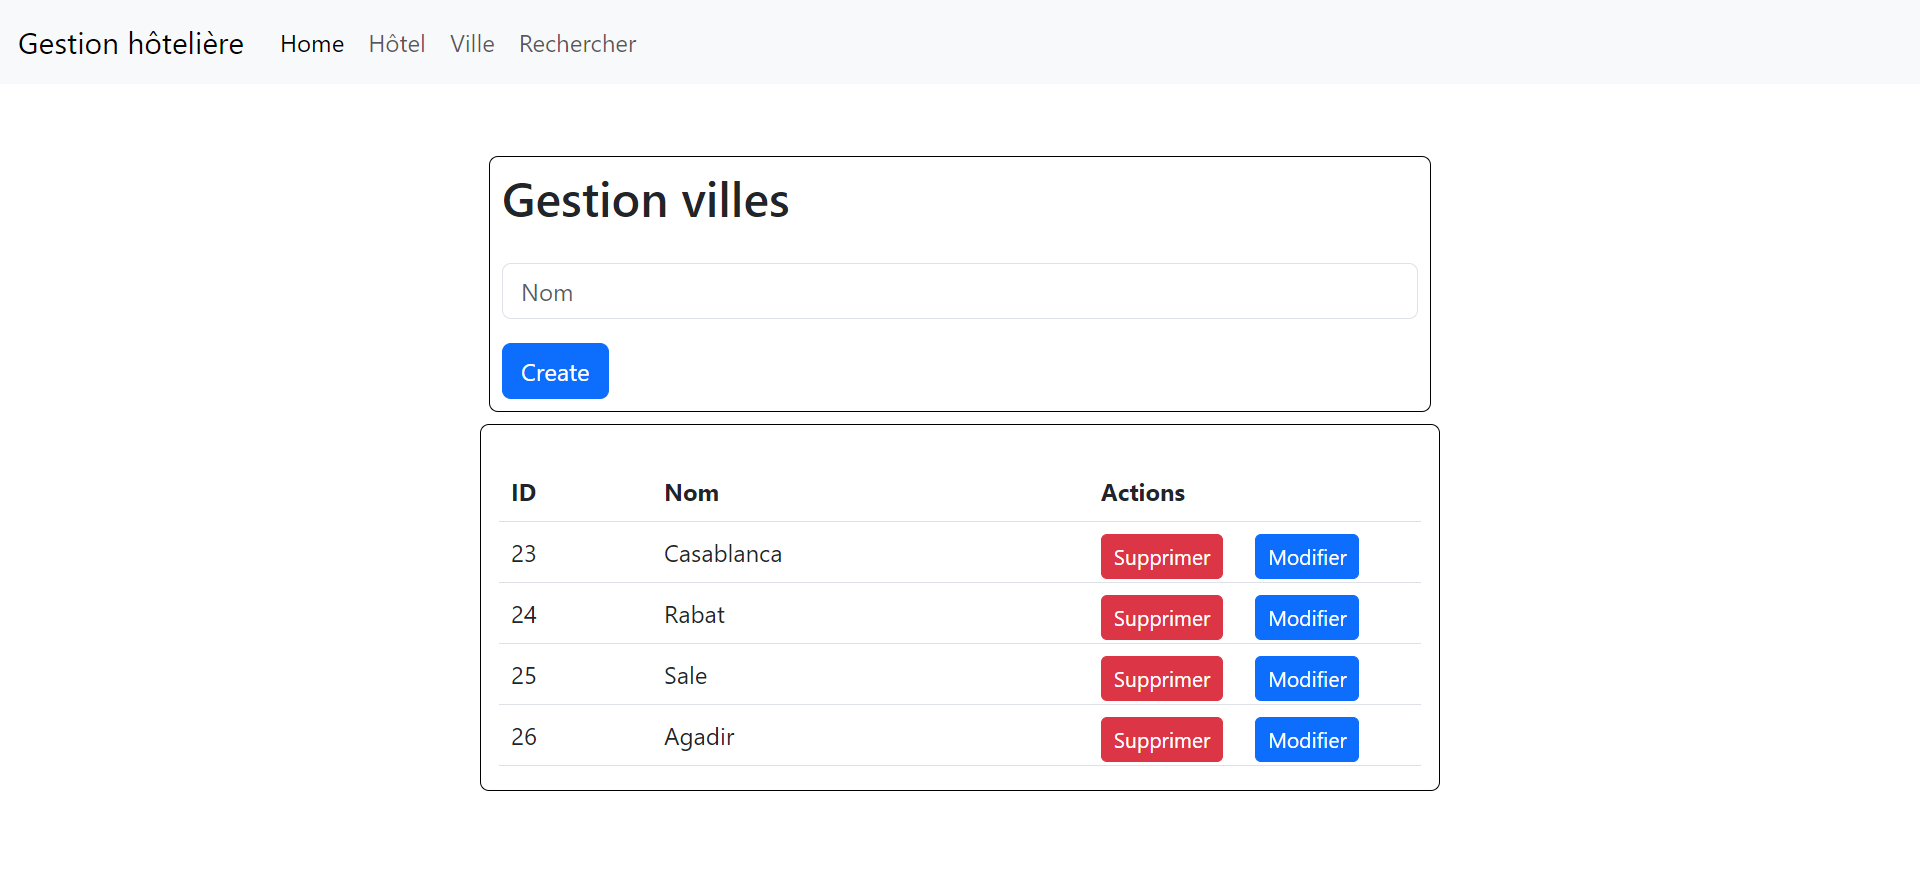 Gestion hôtelière Home Hôtel Ville Rechercher
Gestion villes
Nom
Create
ID Nom Actions
23 Casablanca Supprimer Modifier
24 Rabat Supprimer Modifier
25 Sale Supprimer Modifier
26 Agadir Supprimer Modifier